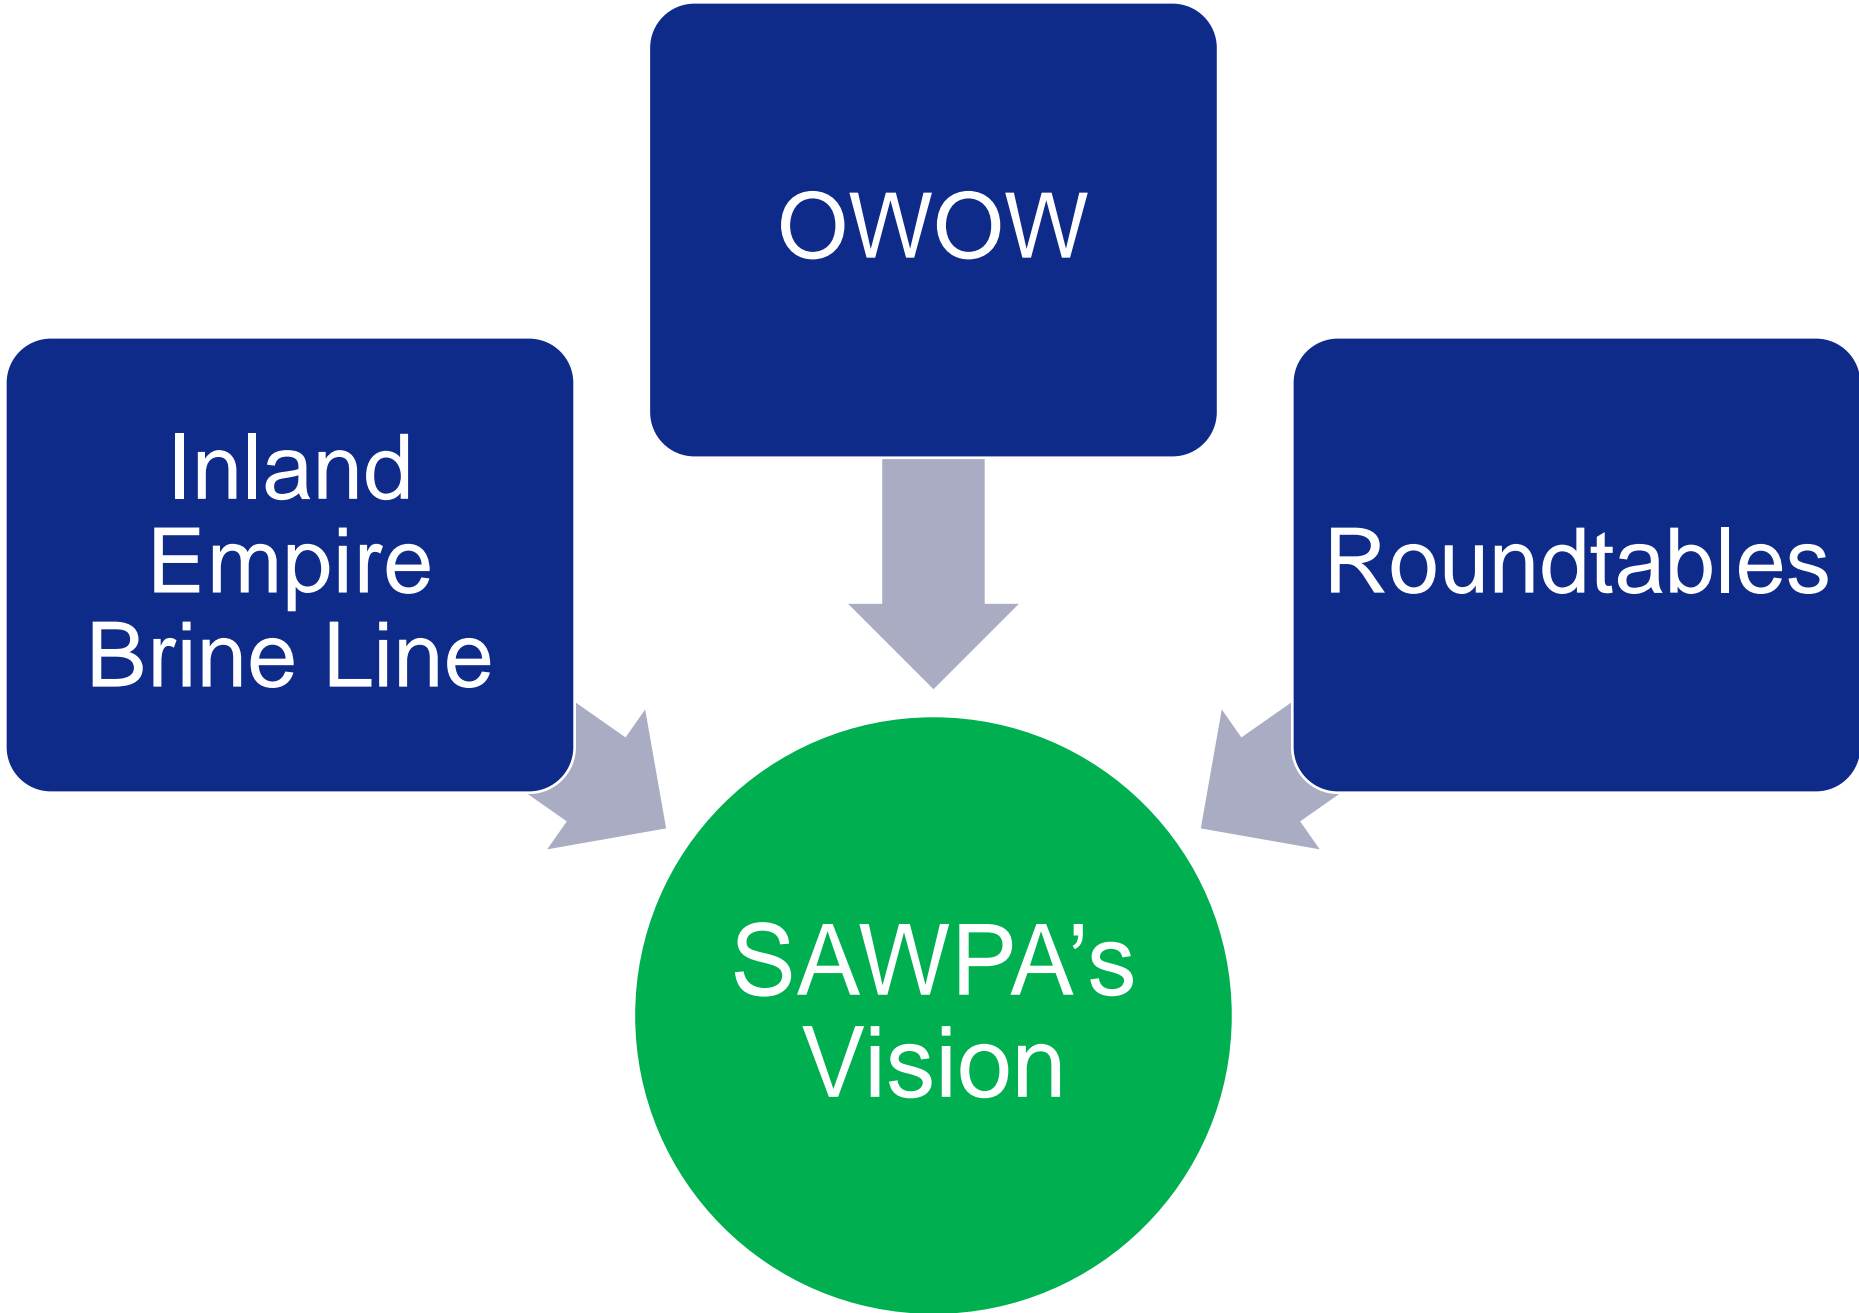 OWOW
Inland
Empire
Brine Line
Roundtables
SAWPA’s
Vision